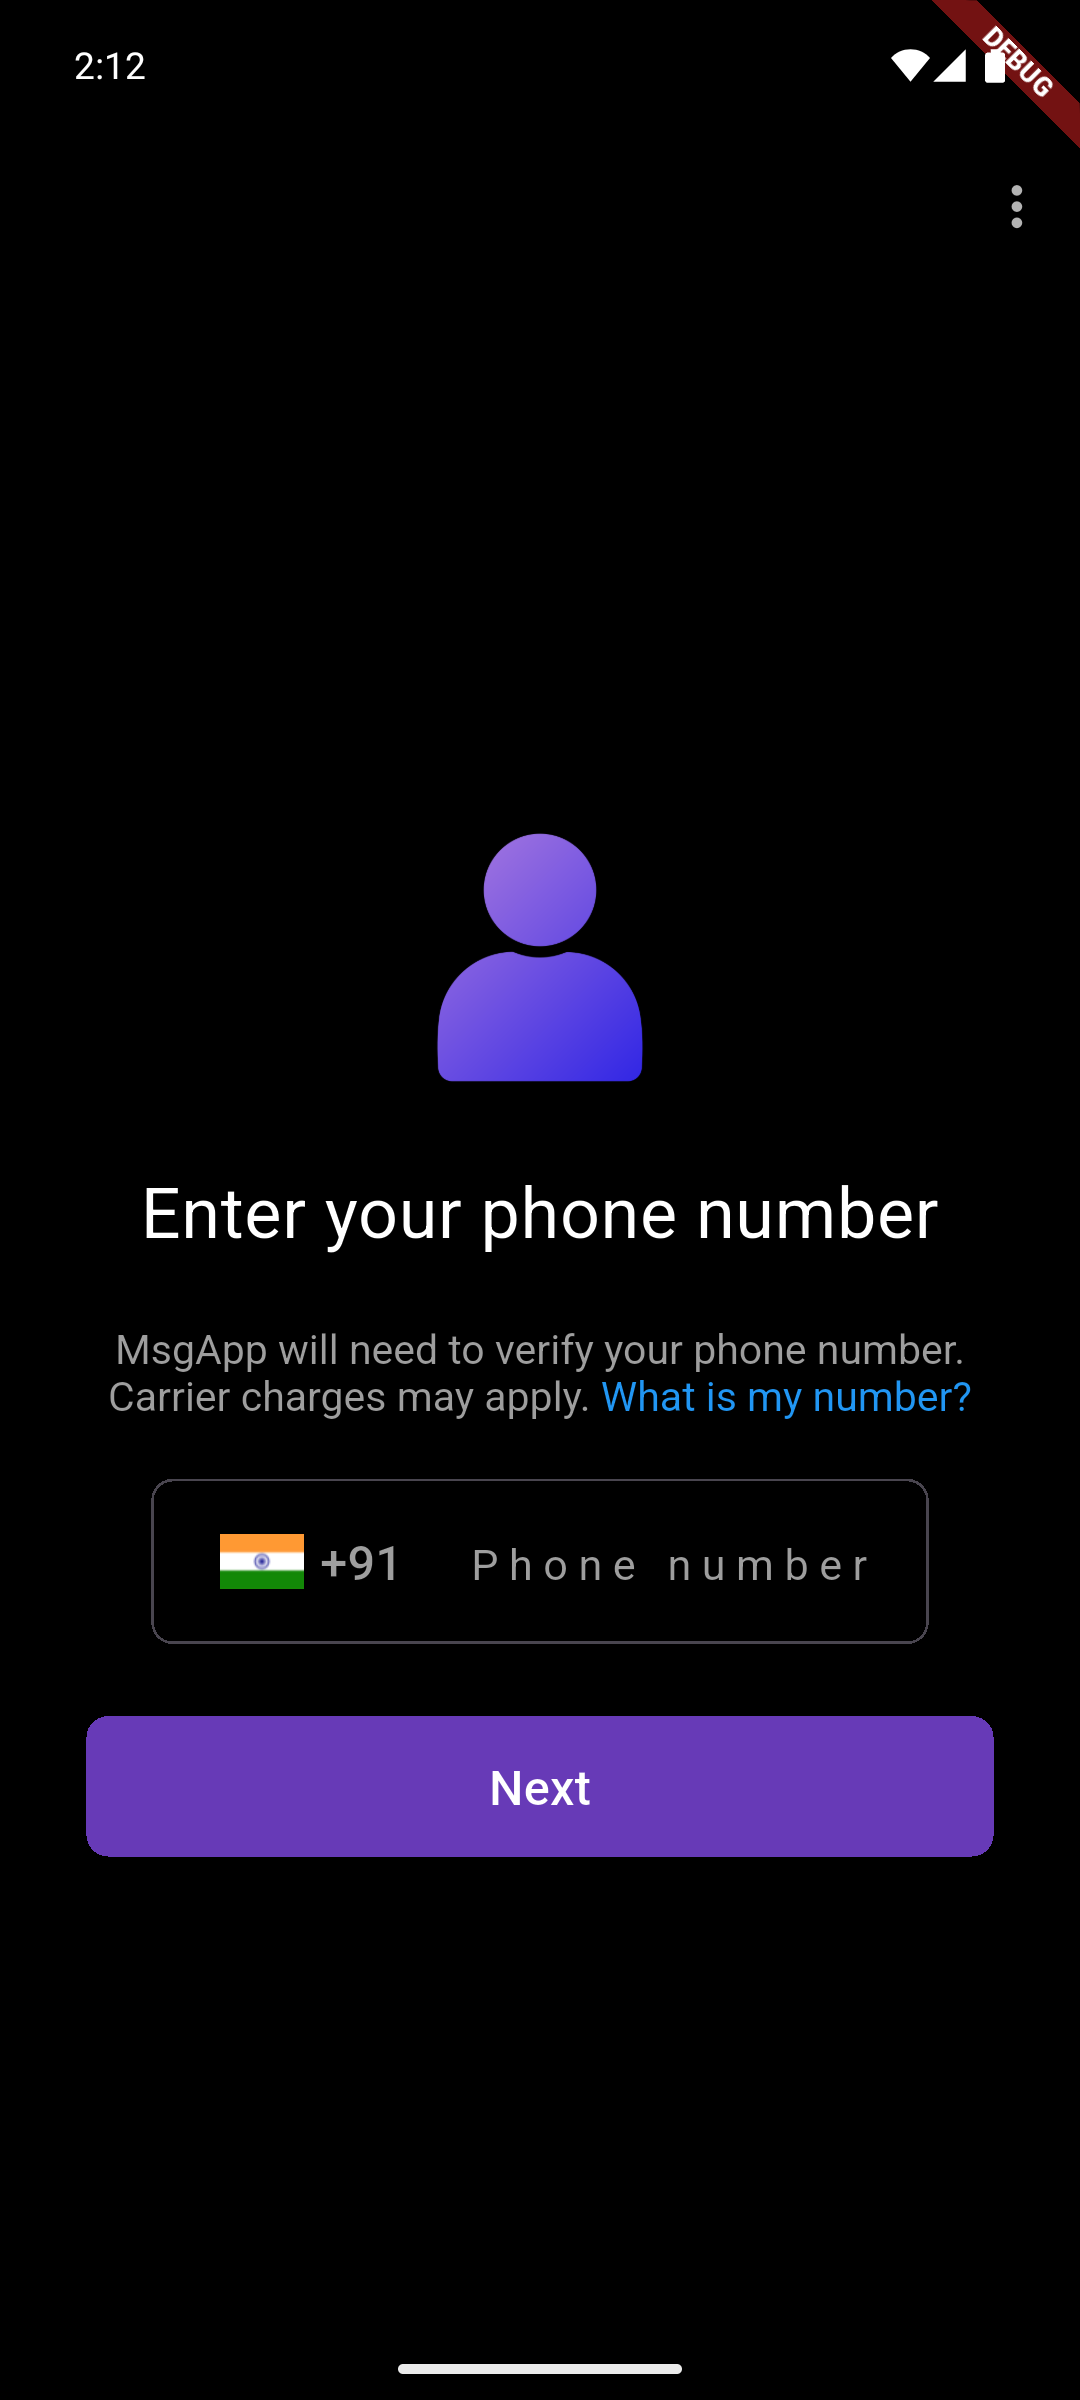 2:12
DEBUG
Enter your phone number
MsgApp will need to verify your phone number.
Carrier charges may apply. What is my number?
+91 Phone number
Next